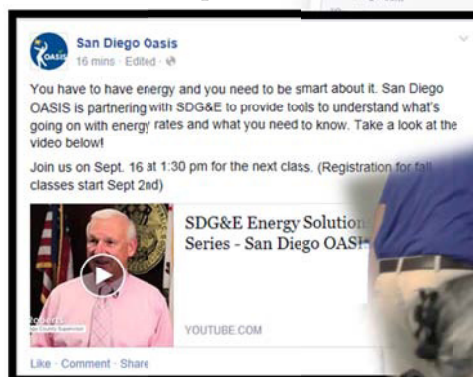 San Diego Oasis
16 mins · Edited ·
OASIS
You have to have energy and you need to be smart about it. San Diego
OASIS is partnering with SDG&E to provide tools to understand what's
going on with energy rates and what you need to know. Take a look at the
video below!
Join us on Sept. 16 at 1:30 pm for the next class. (Registration for fall
classes start Sept 2nd)
SDG&E Energy Solution
Series - San Diego OASI
County Supervisor
YOUTUBE.COM
Like · Comment · Share